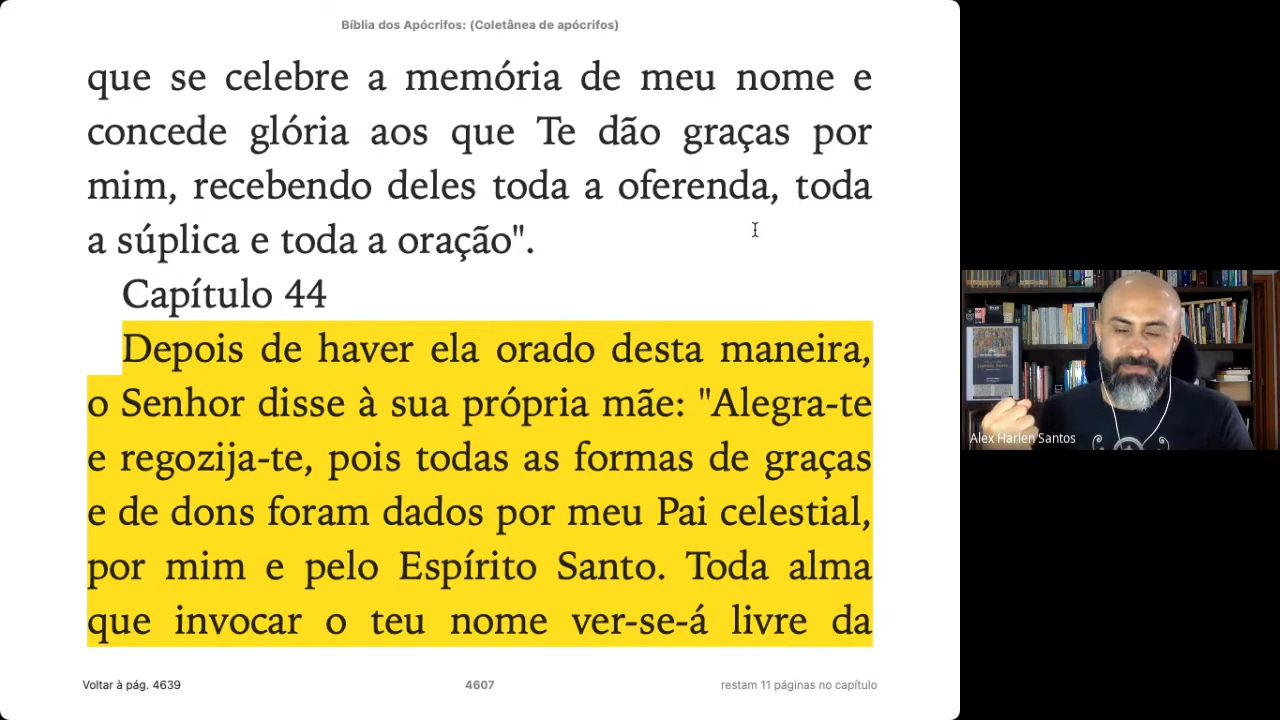 Bíblia dos Apócrifos: (Coletânea de apócrifos)
que se celebre a memória de meu nome e
concede glória aos que Te dão graças por
mim, recebendo deles toda a oferenda, toda
a súplica e toda a oração".
Capítulo 44
Depois de haver ela orado desta maneira,
o Senhor disse à sua própria mãe: "Alegra-te
e regozija-te, pois todas as formas de graças
e de dons foram dados por meu Pai celestial,
por mim e pelo Espírito Santo. Toda alma
que invocar o teu nome ver-se-á livre da
Voltar à pág. 4639
4607
restam 11 páginas no capítulo
Alex Harlen Santos